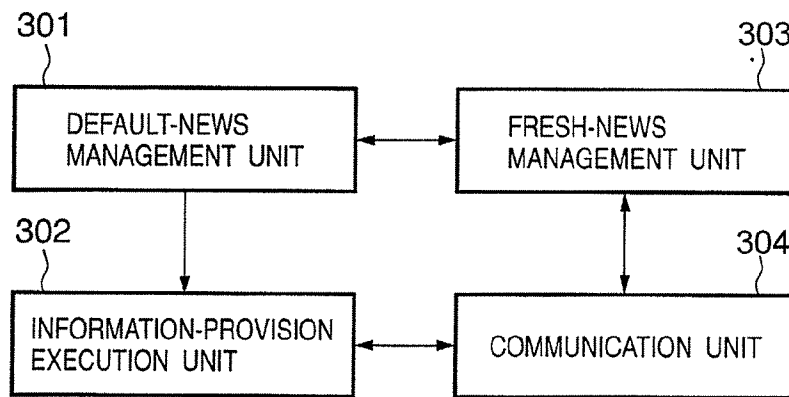 301
303
DEFAULT-NEWS
MANAGEMENT UNIT
FRESH-NEWS
MANAGEMENT UNIT
302
304
INFORMATION-PROVISION
EXECUTION UNIT
COMMUNICATION UNIT